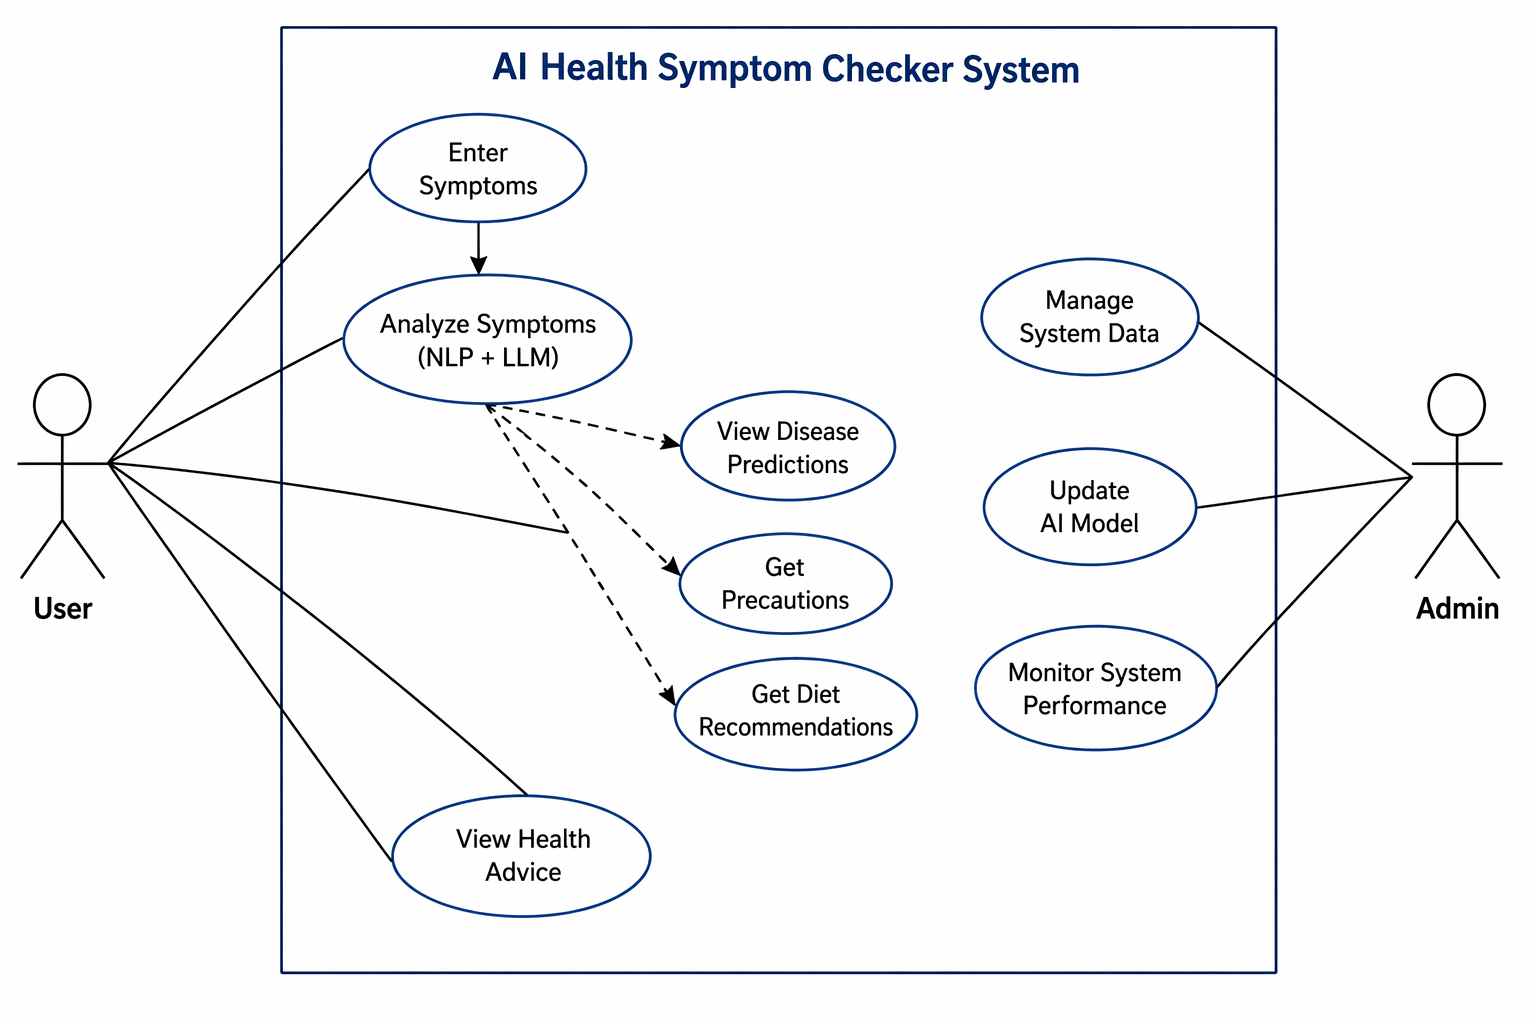 AI Health Symptom Checker System
Enter
Symptoms
Analyze Symptoms
(NLP + LLM)
View Disease
Predictions
Get
Precautions
Get Diet
Recommendations
View Health
Advice
Manage
System Data
Update
AI Model
Monitor System
Performance
User
Admin